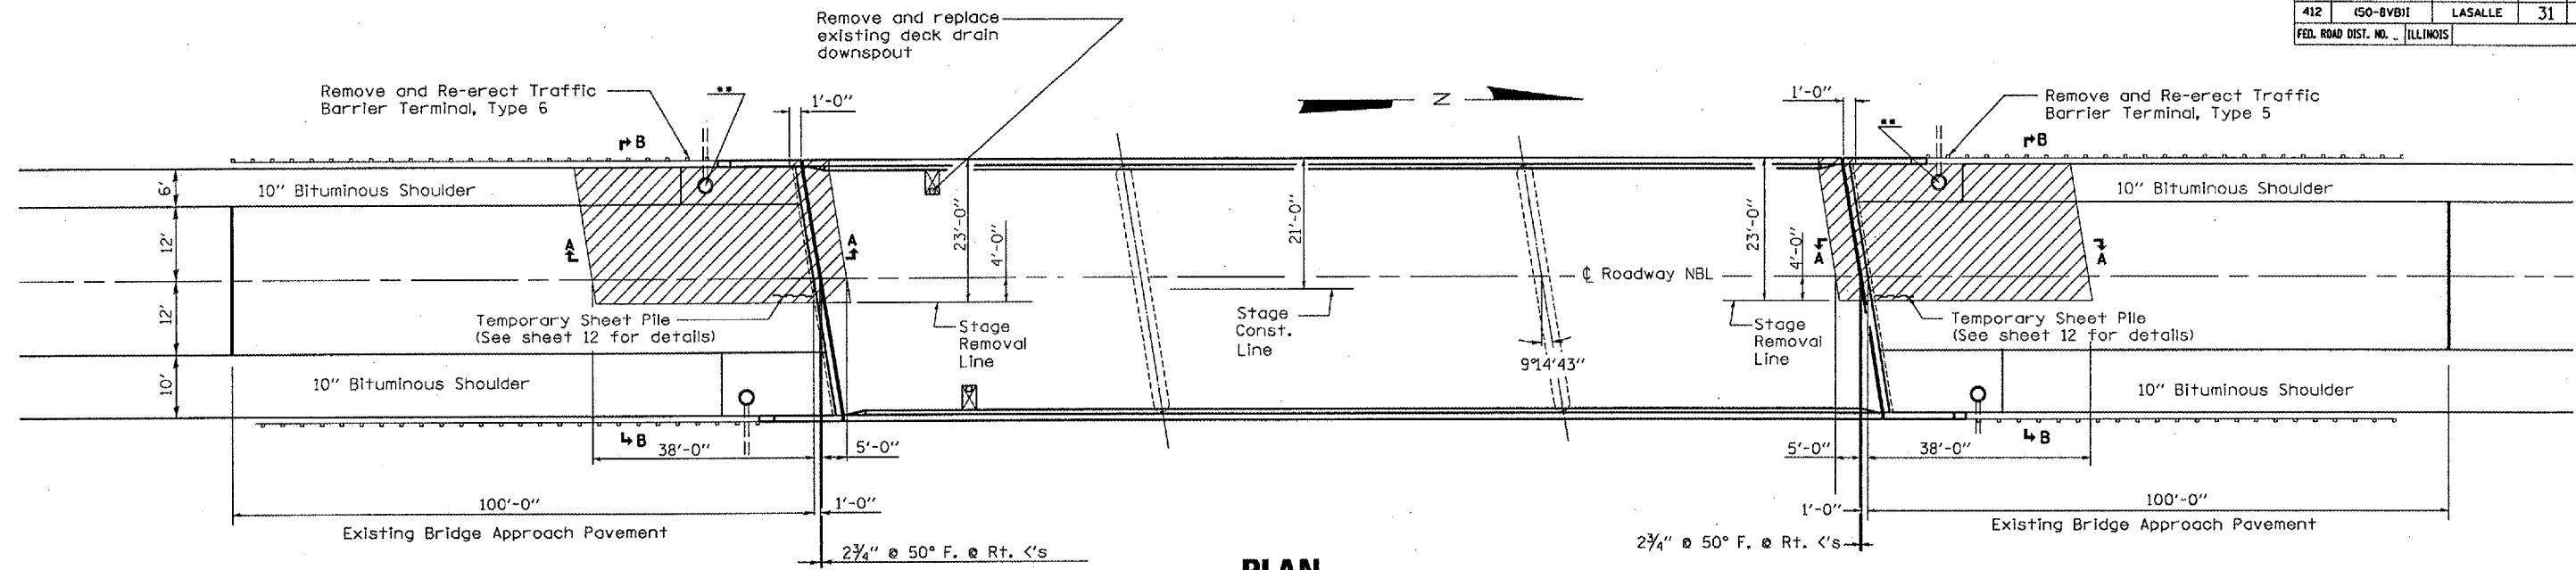 412 (50-8VB)I LASALLE 31
FED. ROAD DIST. NO. _ ILLINOIS
Remove and replace
existing deck drain
downspout
Remove and Re-erect Traffic
Barrier Terminal, Type 6
**
1'-0"
N
1'-0"
**
Remove and Re-erect Traffic
Barrier Terminal, Type 5
B
B
6'
10" Bituminous Shoulder
10" Bituminous Shoulder
12'
A
A
23'-0"
4'-0"
21'-0"
23'-0"
4'-0"
A
A
℄ Roadway NBL
12'
Temporary Sheet Pile
(See sheet 12 for details)
Stage
Removal
Line
Stage
Const.
Line
9°14'43"
Stage
Removal
Line
Temporary Sheet Pile
(See sheet 12 for details)
10'
10" Bituminous Shoulder
10" Bituminous Shoulder
B
B
38'-0"
5'-0"
5'-0"
38'-0"
100'-0"
1'-0"
1'-0"
100'-0"
Existing Bridge Approach Pavement
Existing Bridge Approach Pavement
2¾" @ 50° F. @ Rt. <'s
2¾" @ 50° F. @ Rt. <'s
PLAN